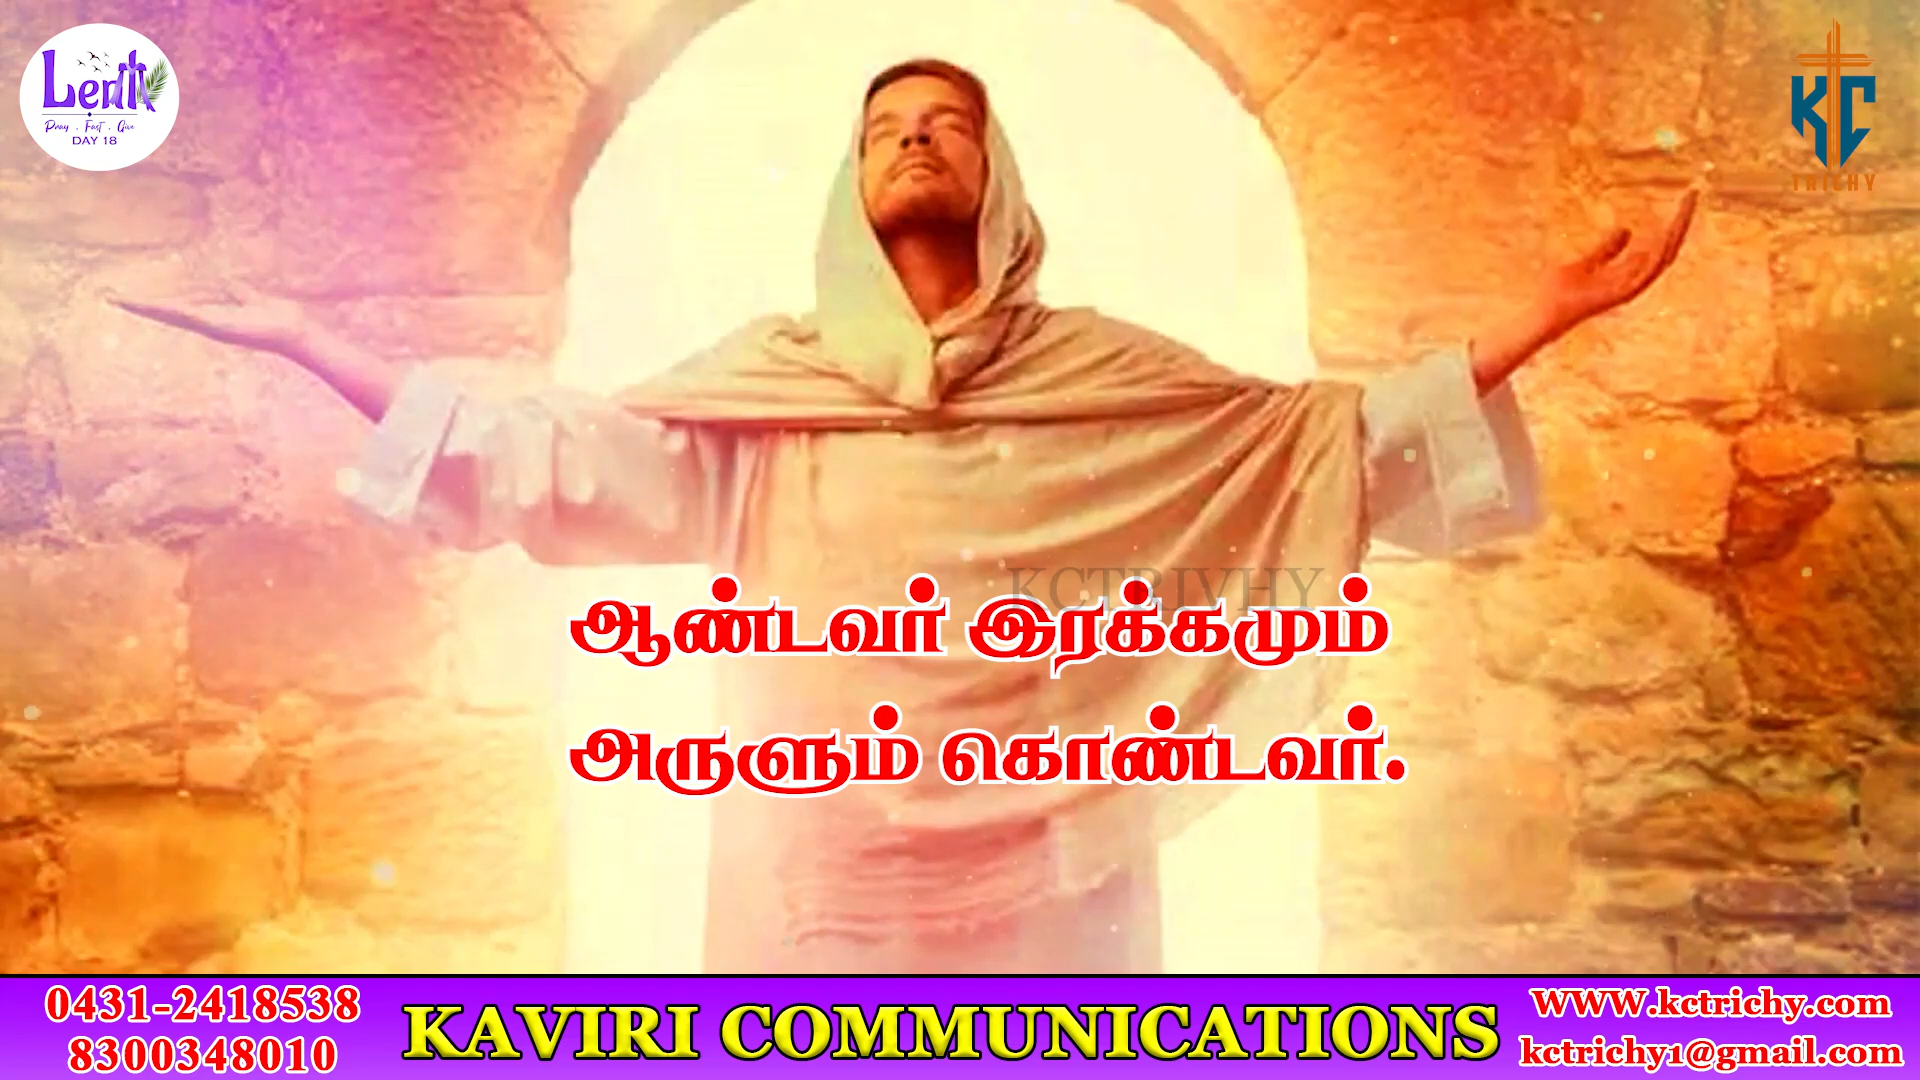 Lent
Pray . Fast . Give
DAY 18
KC
TRICHY
KCTRIVHY
ஆண்டவர் இரக்கமும்
அருளும் கொண்டவர்.
0431-2418538
8300348010
KAVIRI COMMUNICATIONS
WWW.kctrichy.com
kctrichy1@gmail.com